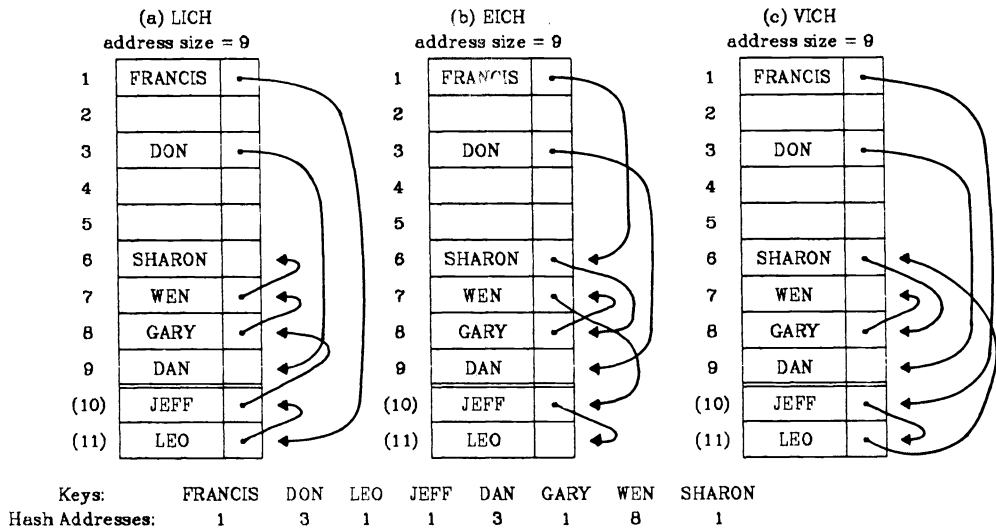 (a) LICH (b) EICH (c) VICH
address size = 9 address size = 9 address size = 9
1 FRANCIS 1 FRANCIS 1 FRANCIS
2 2 2
3 DON 3 DON 3 DON
4 4 4
5 5 5
6 SHARON 6 SHARON 6 SHARON
7 WEN 7 WEN 7 WEN
8 GARY 8 GARY 8 GARY
9 DAN 9 DAN 9 DAN
(10) JEFF (10) JEFF (10) JEFF
(11) LEO (11) LEO (11) LEO
Keys: FRANCIS DON LEO JEFF DAN GARY WEN SHARON
Hash Addresses: 1 3 1 1 3 1 8 1